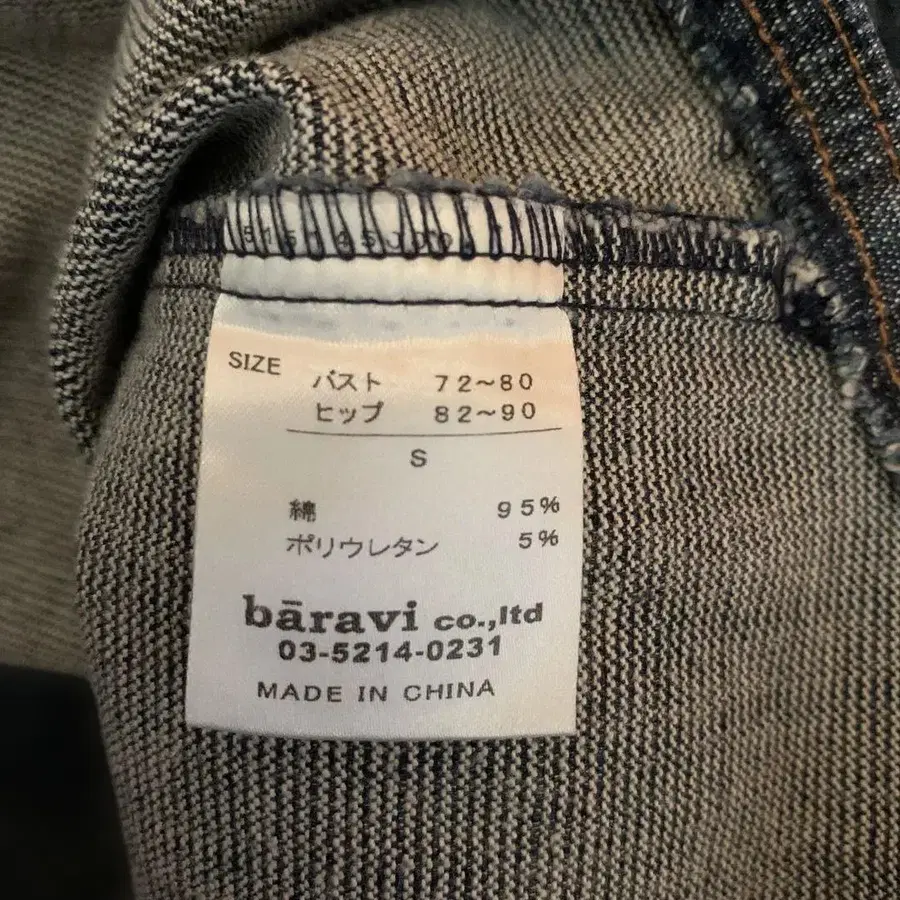 SIZE
バスト 72～80
ヒップ 82～90
S
綿 95%
ポリウレタン 5%
bāravi co.,ltd
03-5214-0231
MADE IN CHINA